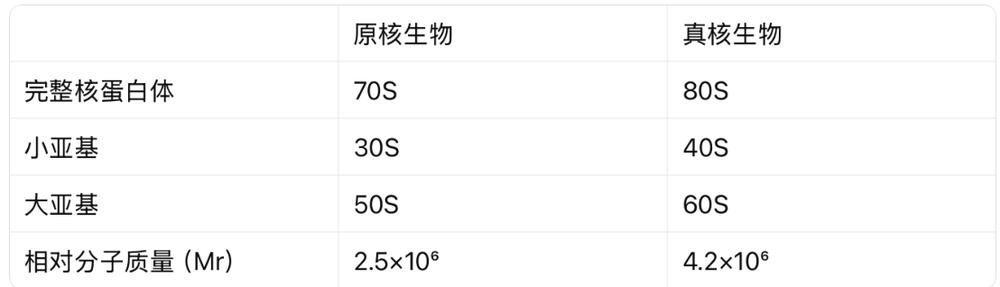 原核生物 真核生物
完整核蛋白体 70S 80S
小亚基 30S 40S
大亚基 50S 60S
相对分子质量（Mr） 2.5×10⁶ 4.2×10⁶